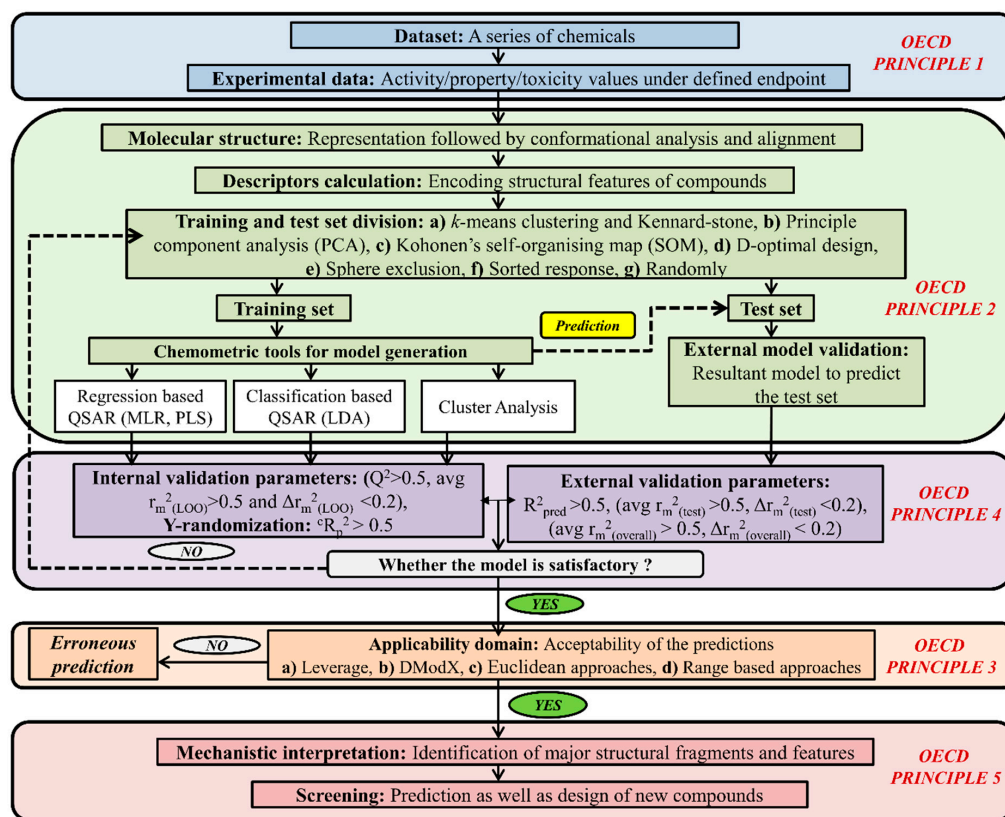 Dataset: A series of chemicals
Experimental data: Activity/property/toxicity values under defined endpoint
OECD
PRINCIPLE 1
Molecular structure: Representation followed by conformational analysis and alignment
Descriptors calculation: Encoding structural features of compounds
Training and test set division: a) k-means clustering and Kennard-stone, b) Principle
component analysis (PCA), c) Kohonen's self-organising map (SOM), d) D-optimal design,
e) Sphere exclusion, f) Sorted response, g) Randomly
Training set
Test set
OECD
PRINCIPLE 2
Prediction
Chemometric tools for model generation
External model validation:
Resultant model to predict
the test set
Regression based
QSAR (MLR, PLS)
Classification based
QSAR (LDA)
Cluster Analysis
Internal validation parameters: (Q²>0.5, avg
rm²(LOO)>0.5 and Δrm²(LOO) <0.2),
Y-randomization: cRp² > 0.5
External validation parameters:
R²pred >0.5, (avg rm²(test) >0.5, Δrm²(test) <0.2),
(avg rm²(overall) > 0.5, Δrm²(overall) < 0.2)
OECD
PRINCIPLE 4
NO
Whether the model is satisfactory ?
YES
Erroneous
prediction
NO
Applicability domain: Acceptability of the predictions
a) Leverage, b) DModX, c) Euclidean approaches, d) Range based approaches
OECD
PRINCIPLE 3
YES
Mechanistic interpretation: Identification of major structural fragments and features
Screening: Prediction as well as design of new compounds
OECD
PRINCIPLE 5